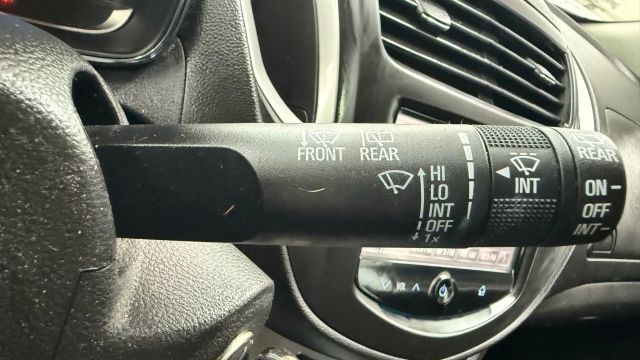 FRONT REAR
HI
LO
INT
OFF
1x
INT
REAR
ON
OFF
INT